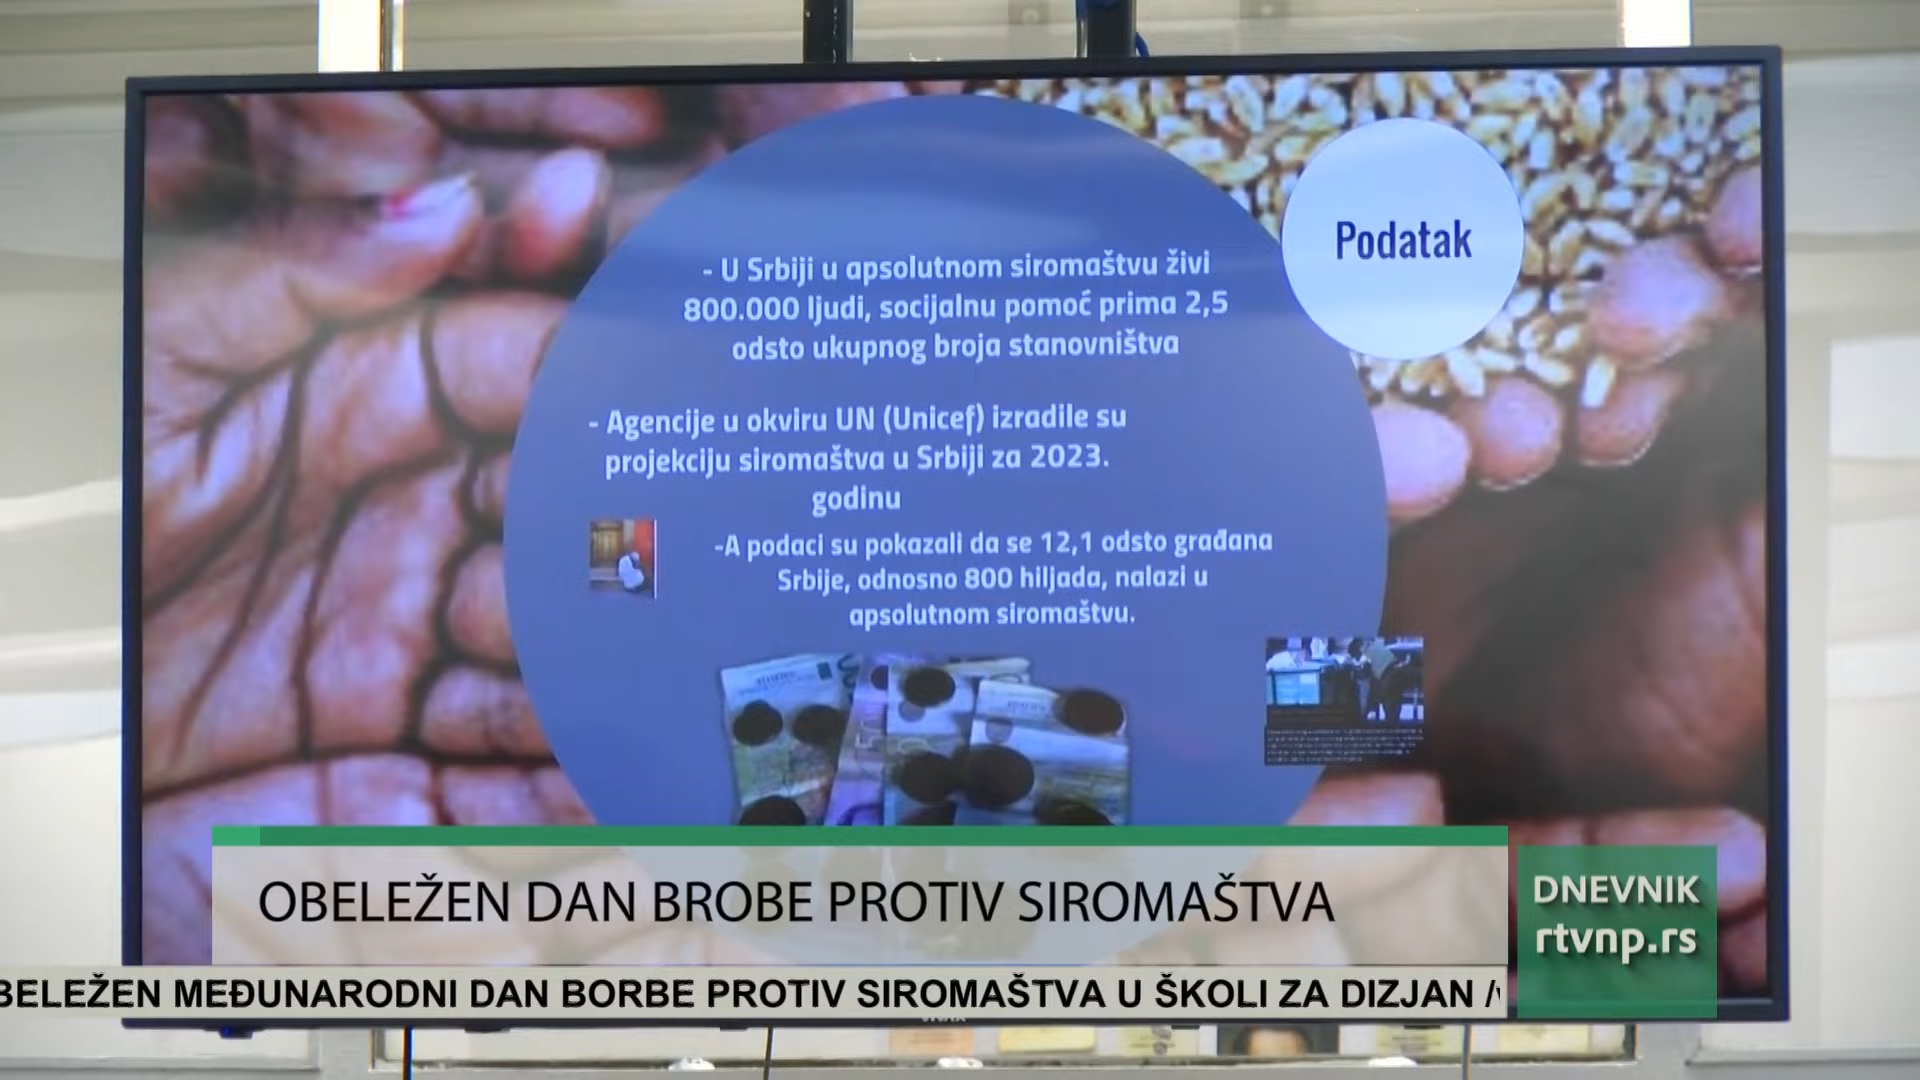 Podatak
- U Srbiji u apsolutnom siromaštvu živi
800.000 ljudi, socijalnu pomoć prima 2,5
odsto ukupnog broja stanovništva
- Agencije u okviru UN (Unicef) izradile su
projekciju siromaštva u Srbiji za 2023.
godinu
-A podaci su pokazali da se 12,1 odsto građana
Srbije, odnosno 800 hiljada, nalazi u
apsolutnom siromaštvu.
OBELEŽEN DAN BROBE PROTIV SIROMAŠTVA
DNEVNIK
rtvnp.rs
BELEŽEN MEĐUNARODNI DAN BORBE PROTIV SIROMAŠTVA U ŠKOLI ZA DIZJAN /